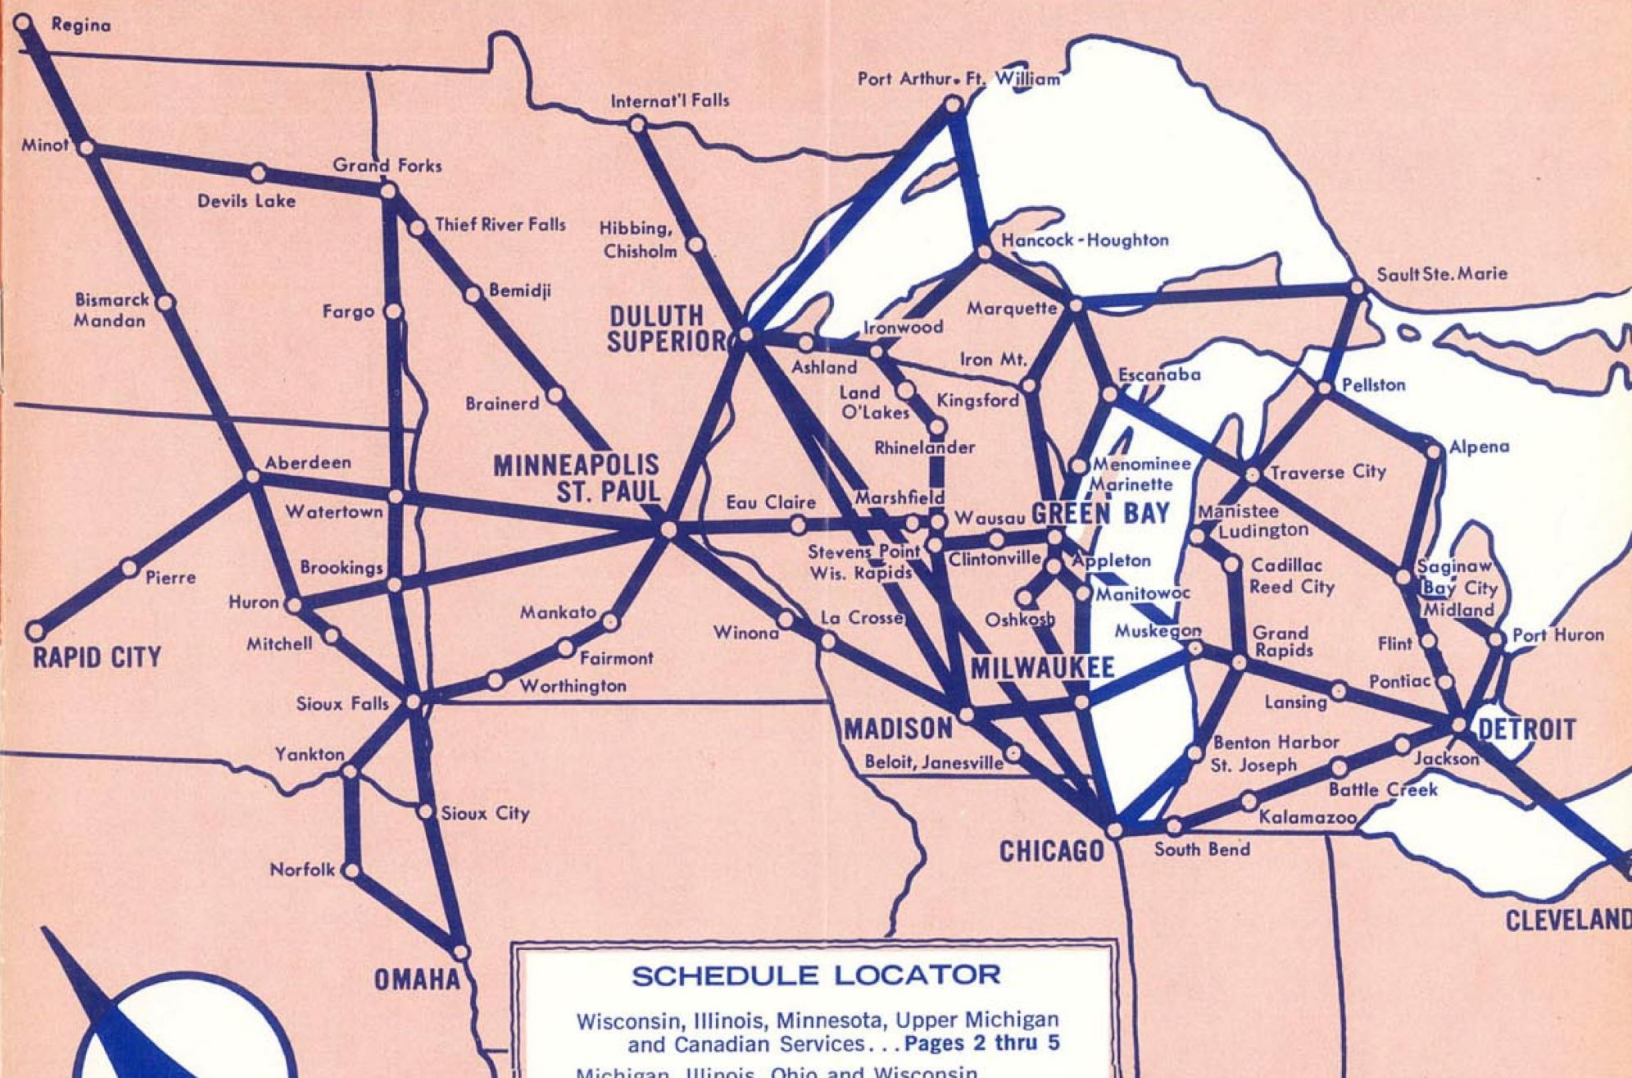 Regina
Port Arthur • Ft. William
Internat'l Falls
Minot
Grand Forks
Devils Lake
Thief River Falls
Hibbing,
Chisholm
Hancock - Houghton
Sault Ste. Marie
Bemidji
Bismarck
Mandan
Fargo
DULUTH
SUPERIOR
Marquette
Ironwood
Ashland
Iron Mt.
Kingsford
Escanaba
Pellston
Land
O'Lakes
Brainerd
Rhinelander
Alpena
Aberdeen
MINNEAPOLIS
ST. PAUL
Menominee
Marinette
Traverse City
Watertown
Eau Claire
Marshfield
Wausau
GREEN BAY
Manistee
Ludington
Stevens Point
Wis. Rapids
Clintonville
Appleton
Cadillac
Reed City
Saginaw
Bay City
Midland
Pierre
Brookings
Huron
Manitowoc
Mankato
La Crosse
Oshkosh
Winona
Muskegon
Grand
Rapids
Flint
Port Huron
RAPID CITY
Mitchell
Fairmont
MILWAUKEE
Worthington
Pontiac
Sioux Falls
Lansing
MADISON
DETROIT
Yankton
Beloit, Janesville
Benton Harbor
St. Joseph
Jackson
Battle Creek
Sioux City
Kalamazoo
CHICAGO
South Bend
Norfolk
CLEVELAND
OMAHA
SCHEDULE LOCATOR
Wisconsin, Illinois, Minnesota, Upper Michigan
and Canadian Services...Pages 2 thru 5
Michigan, Illinois, Ohio and Wisconsin